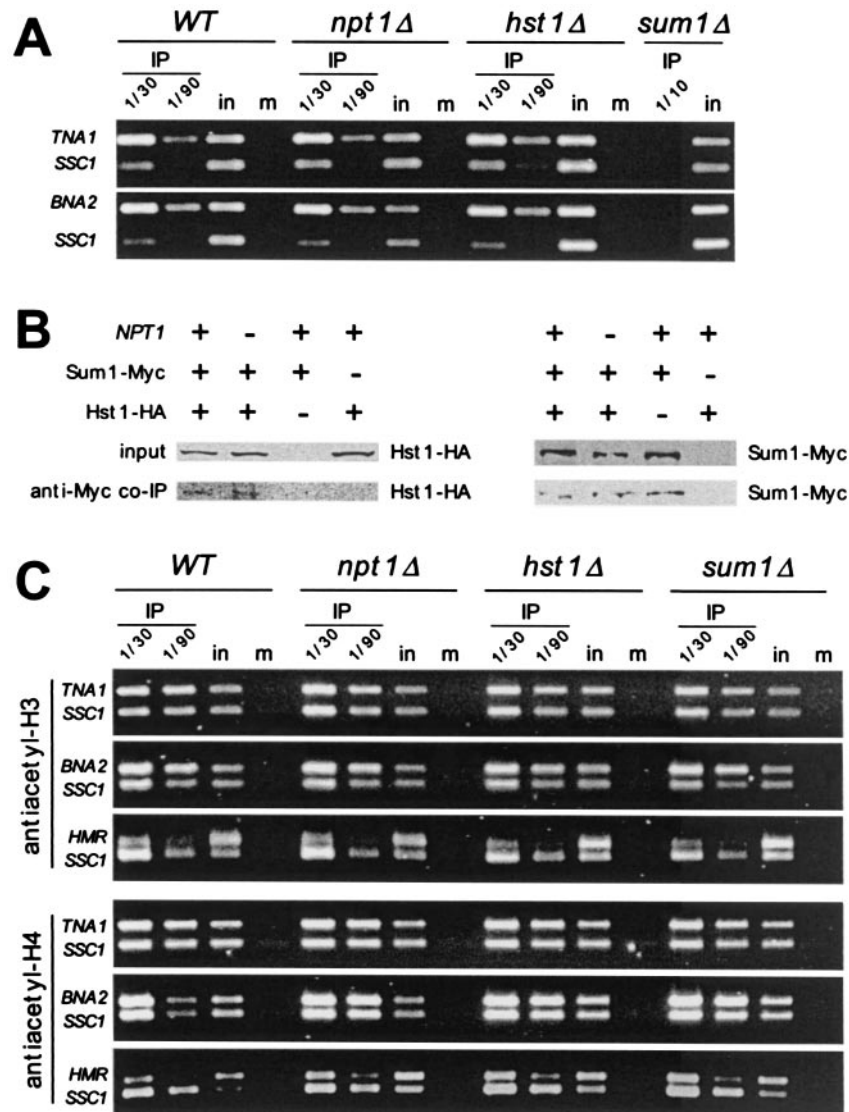 A
WT npt1Δ hst1Δ sum1Δ
IP IP IP IP
1/30 1/90 in m 1/30 1/90 in m 1/30 1/90 in m 1/10 in
TNA1
SSC1
BNA2
SSC1
B
NPT1 + - + + + - + +
Sum1-Myc + + + - + + + -
Hst1-HA + + - + + + - +
input Hst1-HA Sum1-Myc
anti-Myc co-IP Hst1-HA Sum1-Myc
C
WT npt1Δ hst1Δ sum1Δ
IP IP IP IP
1/30 1/90 in m 1/30 1/90 in m 1/30 1/90 in m 1/30 1/90 in m
antiacetyl-H3
TNA1
SSC1
BNA2
SSC1
HMR
SSC1
antiacetyl-H4
TNA1
SSC1
BNA2
SSC1
HMR
SSC1